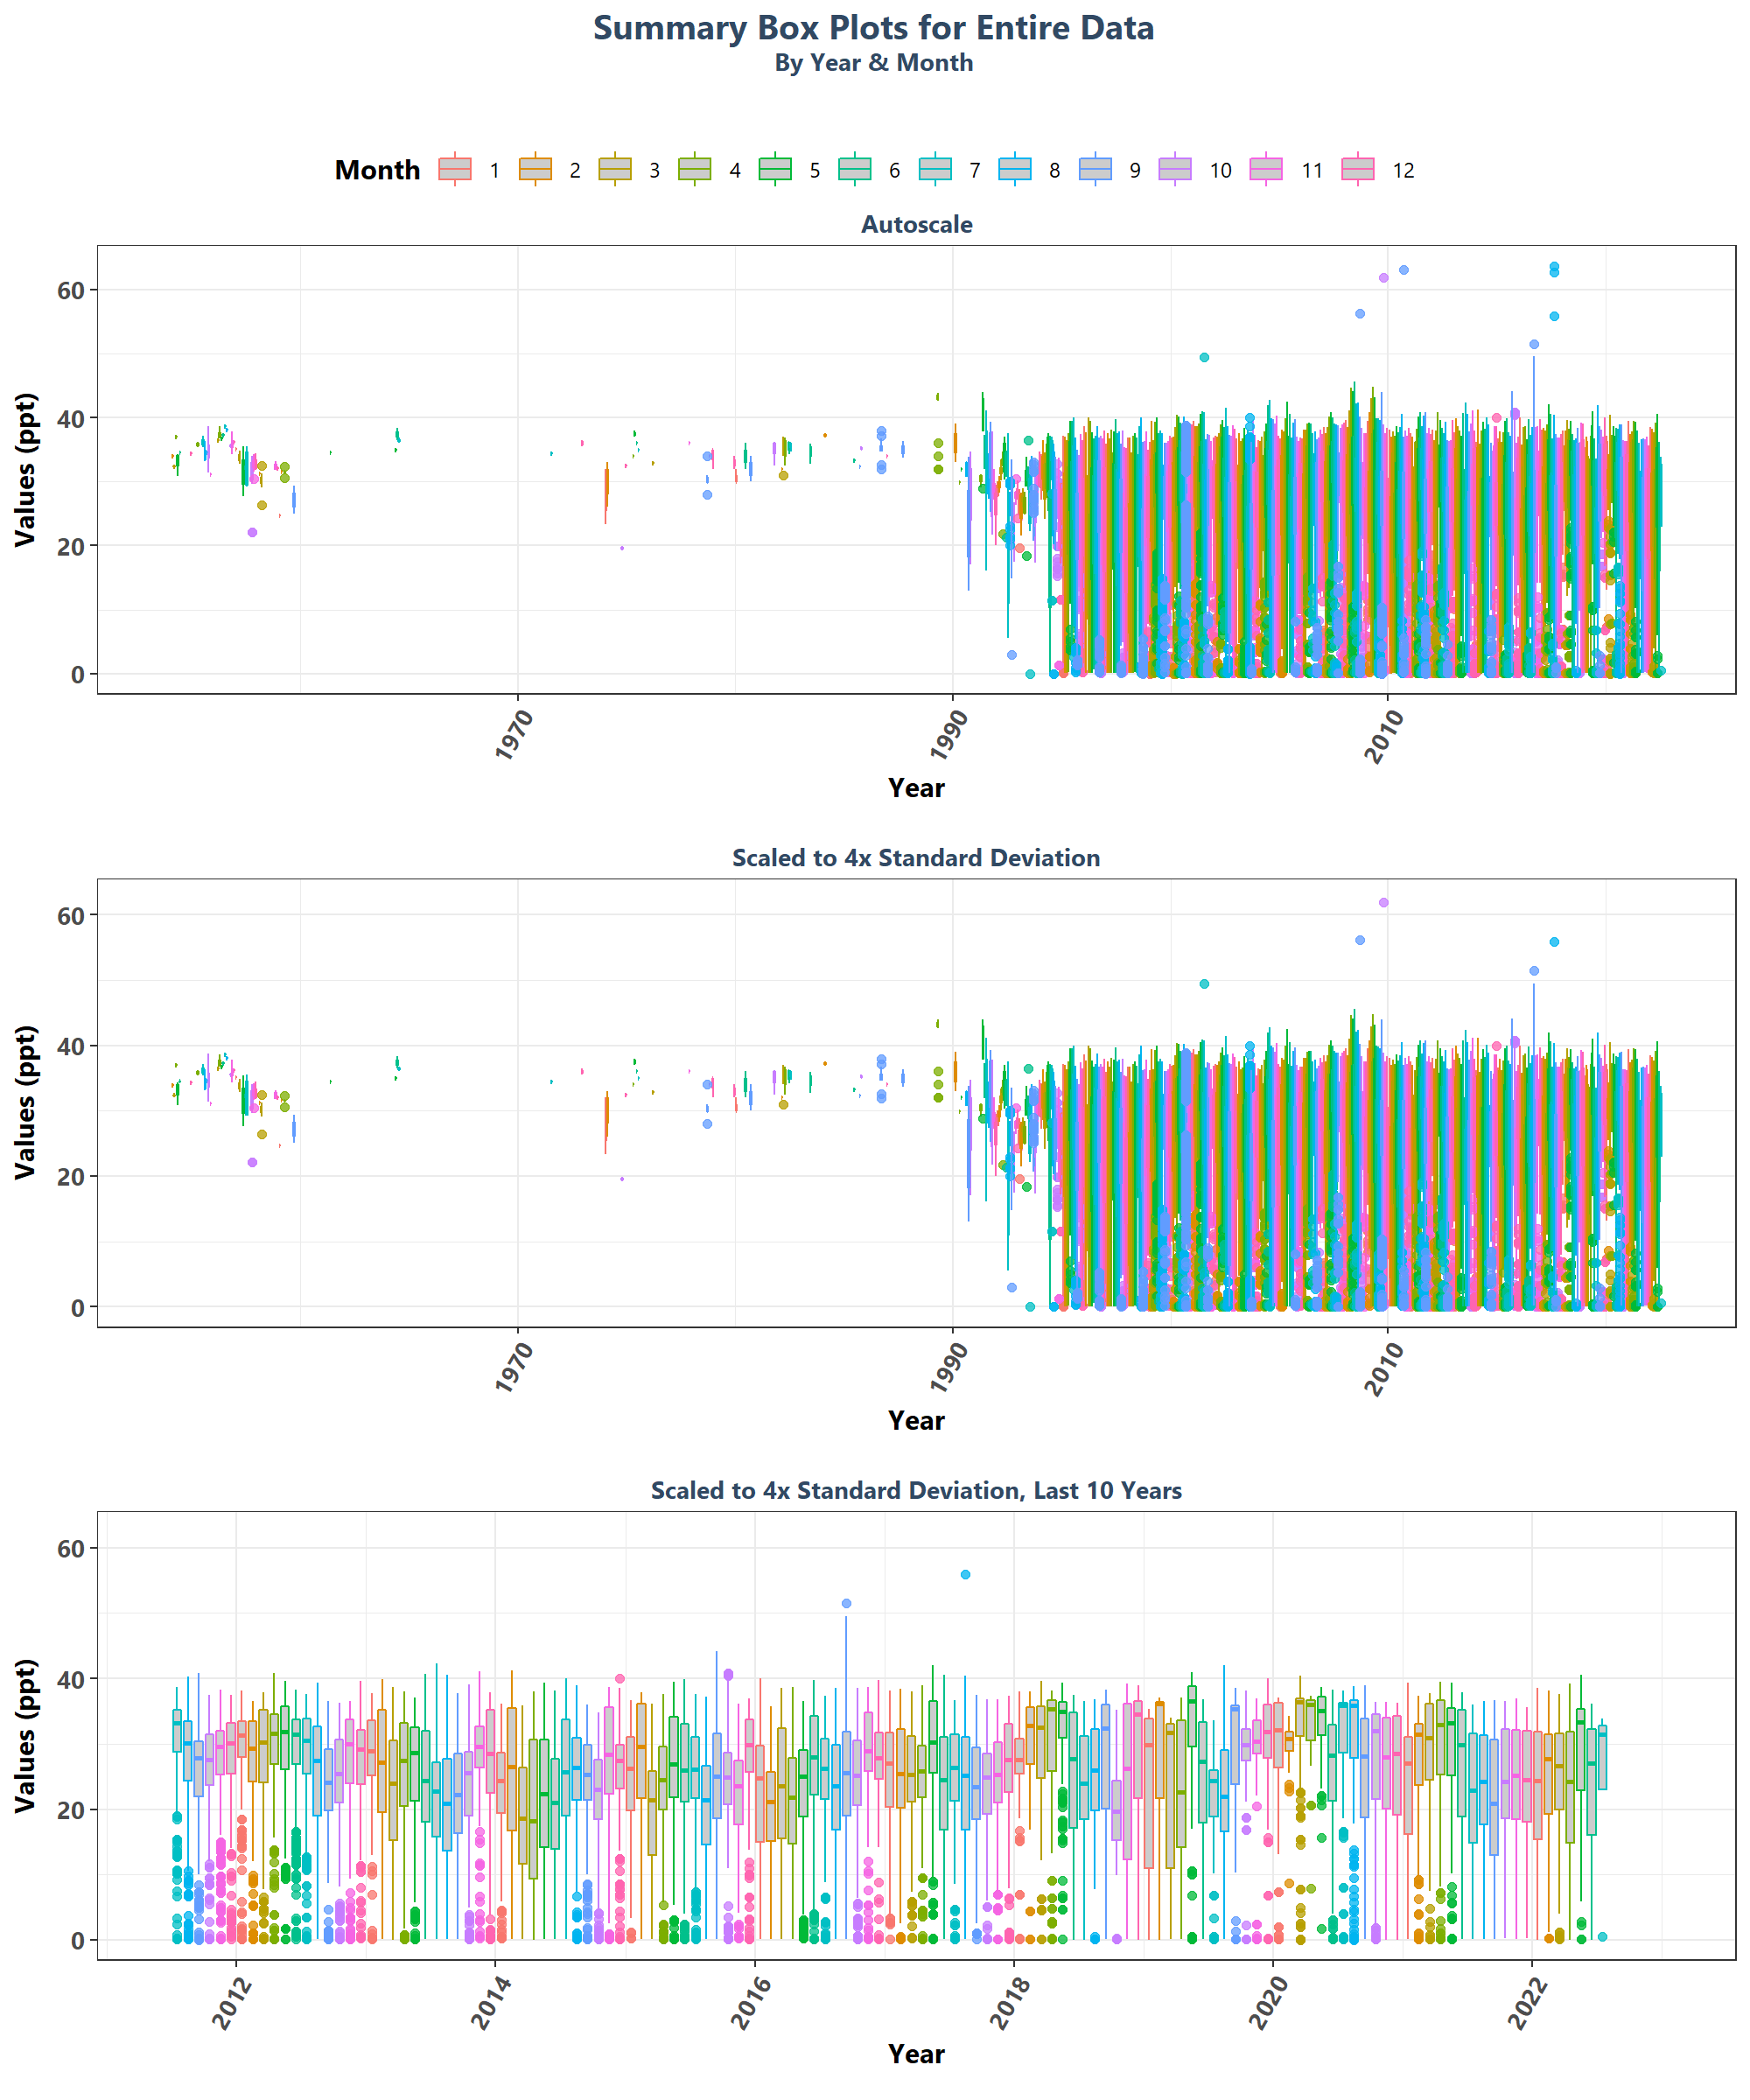 Summary Box Plots for Entire Data
By Year & Month
Month 1 2 3 4 5 6 7 8 9 10 11 12
Autoscale
Values (ppt)
60
40
20
0
1970 1990 2010
Year
Scaled to 4x Standard Deviation
Values (ppt)
60
40
20
0
1970 1990 2010
Year
Scaled to 4x Standard Deviation, Last 10 Years
Values (ppt)
60
40
20
0
2012 2014 2016 2018 2020 2022
Year